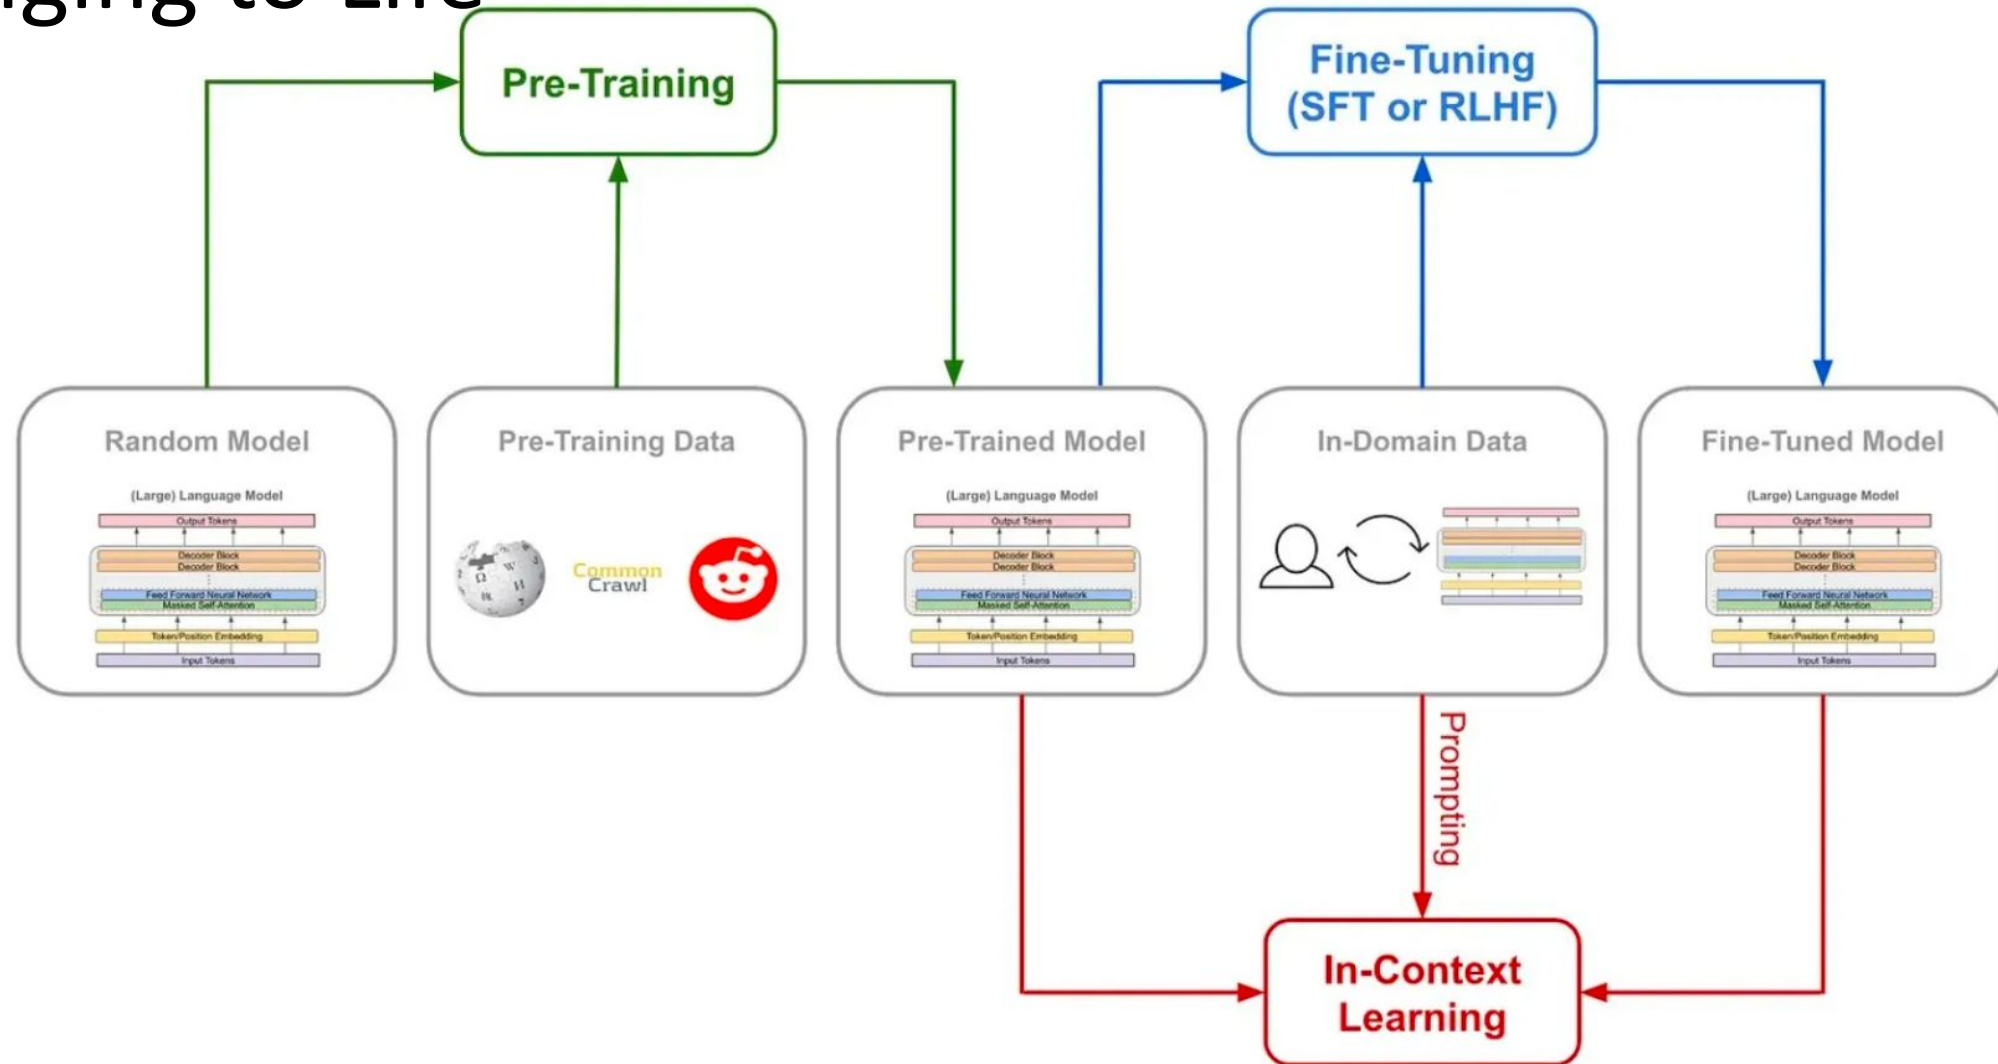 nging to Life
Pre-Training
Fine-Tuning
(SFT or RLHF)
Random Model
(Large) Language Model
Output Tokens
Decoder Block
Decoder Block
Feed Forward Neural Network
Masked Self-Attention
Token/Position Embedding
Input Tokens
Pre-Training Data
Common
Crawl
Pre-Trained Model
(Large) Language Model
Output Tokens
Decoder Block
Decoder Block
Feed Forward Neural Network
Masked Self-Attention
Token/Position Embedding
Input Tokens
In-Domain Data
Fine-Tuned Model
(Large) Language Model
Output Tokens
Decoder Block
Decoder Block
Feed Forward Neural Network
Masked Self-Attention
Token/Position Embedding
Input Tokens
Prompting
In-Context
Learning